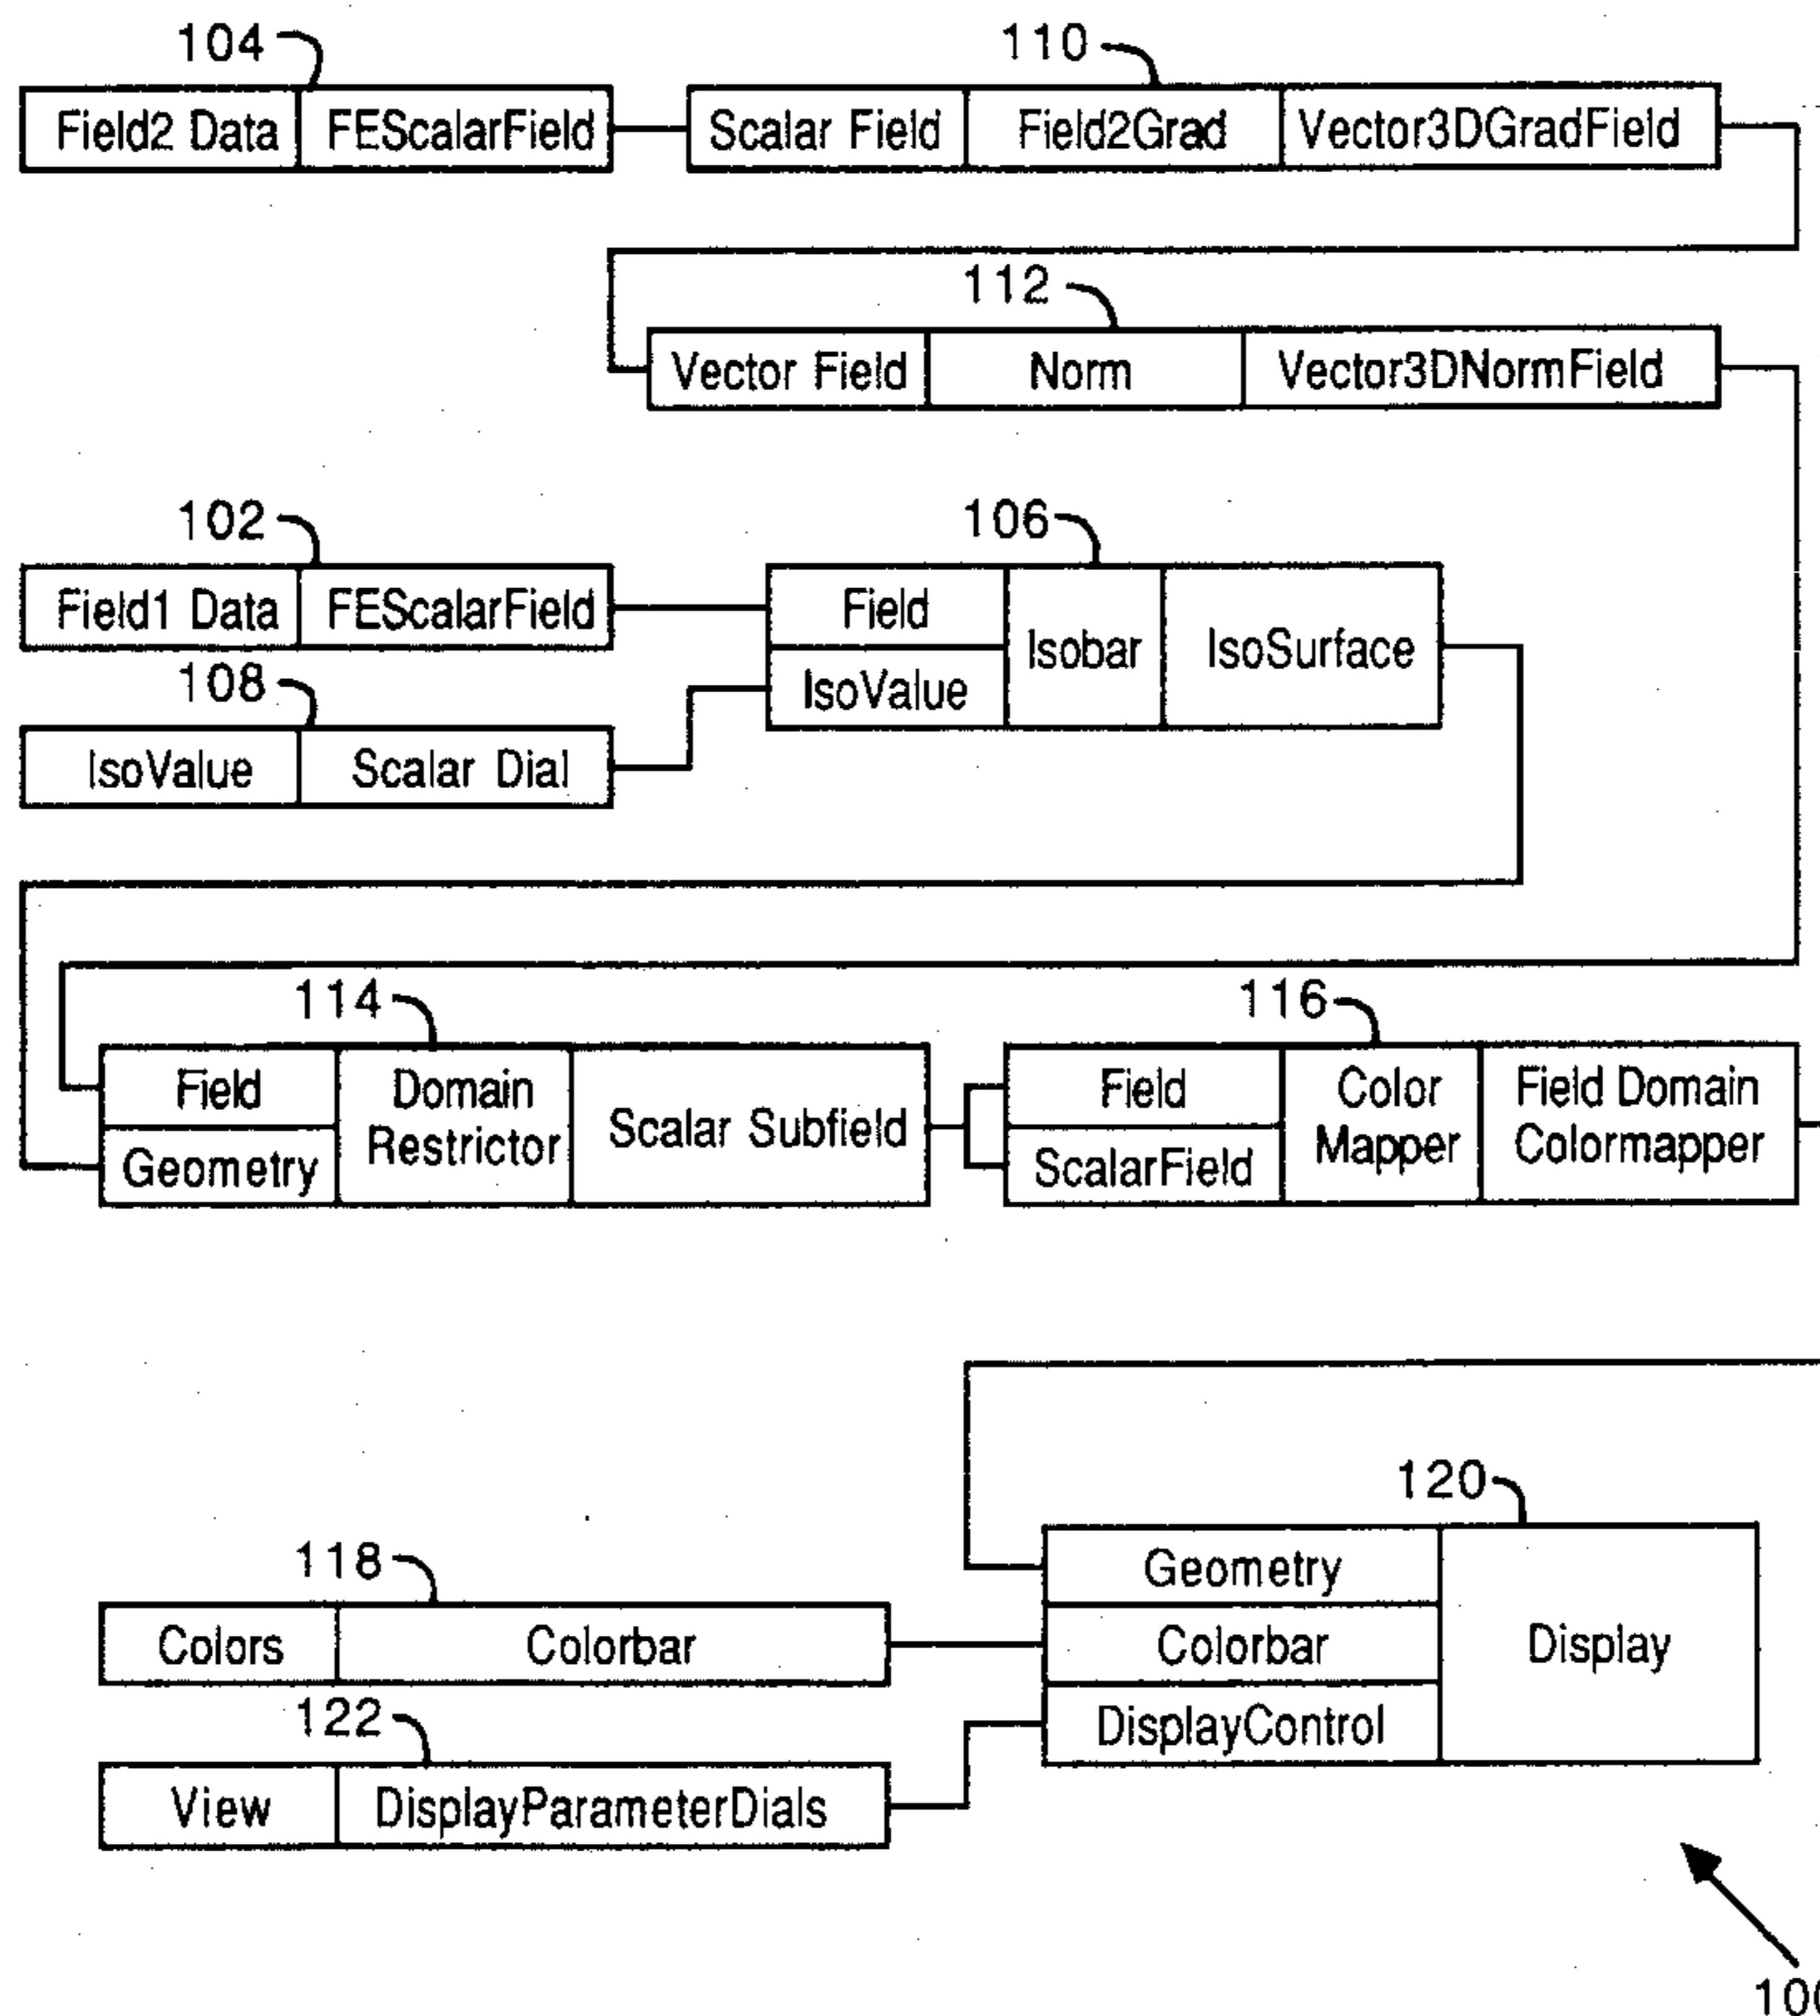 104
110
Field2 Data FEScalarField
Scalar Field Field2Grad Vector3DGradField
112
Vector Field Norm Vector3DNormField
102
106
Field1 Data FEScalarField
Field
IsoValue
Isobar
IsoSurface
108
IsoValue Scalar Dial
114
116
Field
Geometry
Domain
Restrictor
Scalar Subfield
Field
ScalarField
Color
Mapper
Field Domain
Colormapper
120
118
Geometry
Colorbar
DisplayControl
Display
Colors Colorbar
122
View DisplayParameterDials